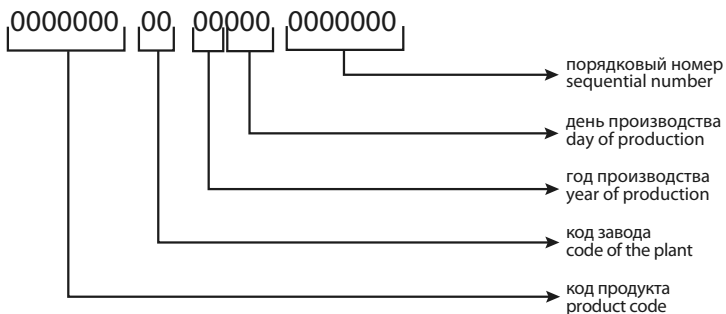 0000000 00 00000 0000000
порядковый номер
sequential number
день производства
day of production
год производства
year of production
код завода
code of the plant
код продукта
product code